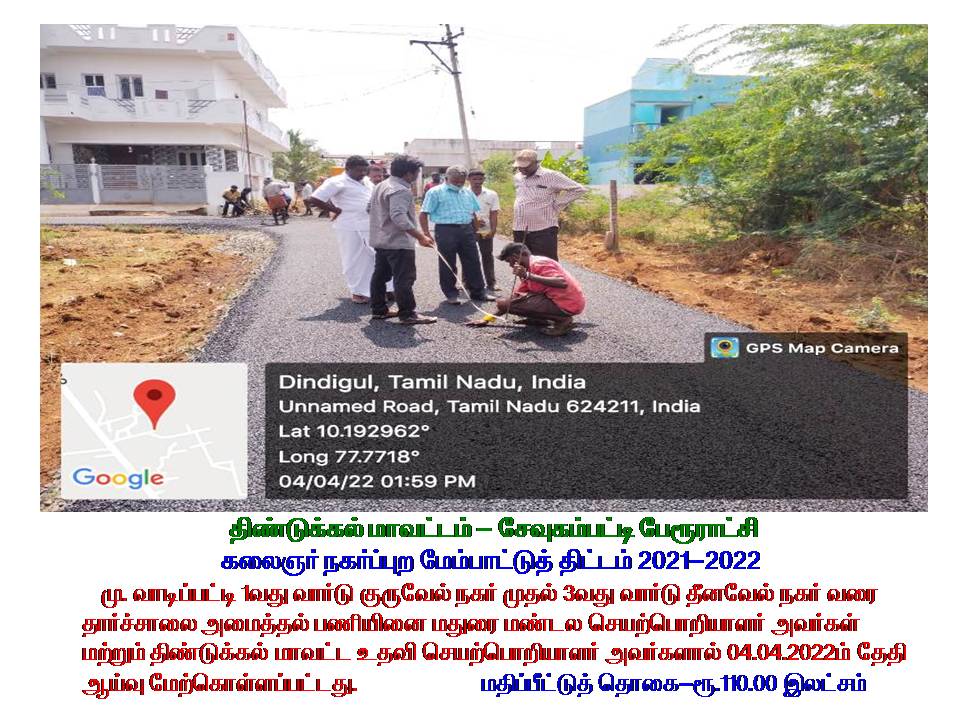 GPS Map Camera
Dindigul, Tamil Nadu, India
Unnamed Road, Tamil Nadu 624211, India
Lat 10.192962°
Long 77.7718°
04/04/22 01:59 PM
Google
திண்டுக்கல் மாவட்டம் – சேவுகம்பட்டி பேரூராட்சி
கலைஞர் நகர்ப்புற மேம்பாட்டுத் திட்டம் 2021–2022
மு. வாடிப்பட்டி 1வது வார்டு குருவேல் நகர் முதல் 3வது வார்டு தீனவேல் நகர் வரை
தார்ச்சாலை அமைத்தல் பணியினை மதுரை மண்டல செயற்பொறியாளர் அவர்கள்
மற்றும் திண்டுக்கல் மாவட்ட உதவி செயற்பொறியாளர் அவர்களால் 04.04.2022ம் தேதி
ஆய்வு மேற்கொள்ளப்பட்டது. மதிப்பீட்டுத் தொகை–ரூ.110.00 இலட்சம்